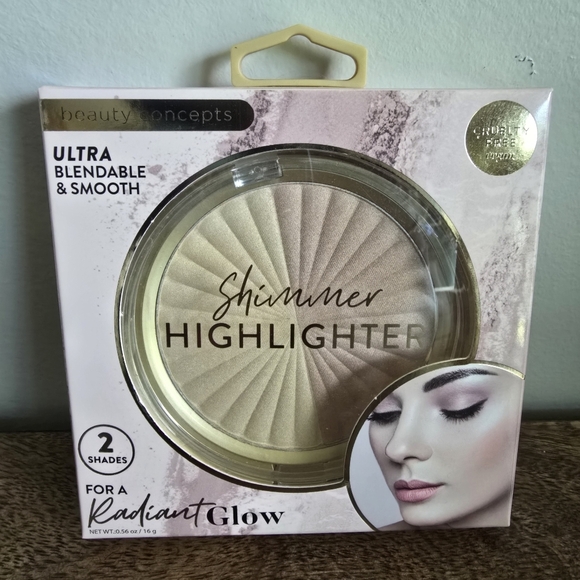 beauty concepts
CRUELTY
FREE
vegan
ULTRA
BLENDABLE
& SMOOTH
Shimmer
HIGHLIGHTER
2
SHADES
FOR A
Radiant Glow
NET WT. 0.56 oz / 16 g